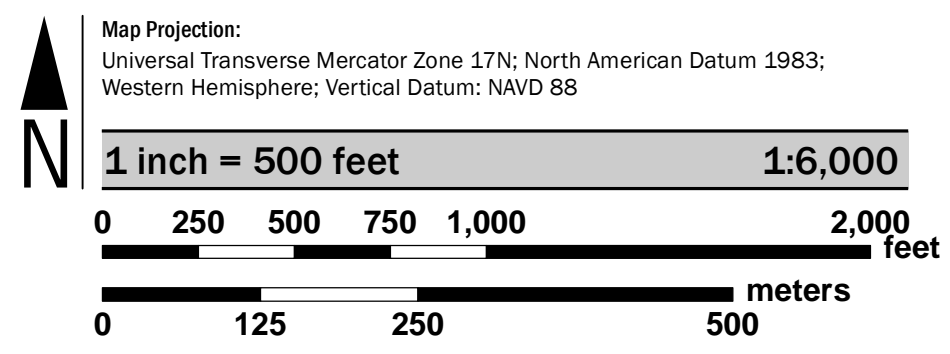 Map Projection:
Universal Transverse Mercator Zone 17N; North American Datum 1983;
Western Hemisphere; Vertical Datum: NAVD 88
N
1 inch = 500 feet 1:6,000
0 250 500 750 1,000 2,000
feet
meters
0 125 250 500